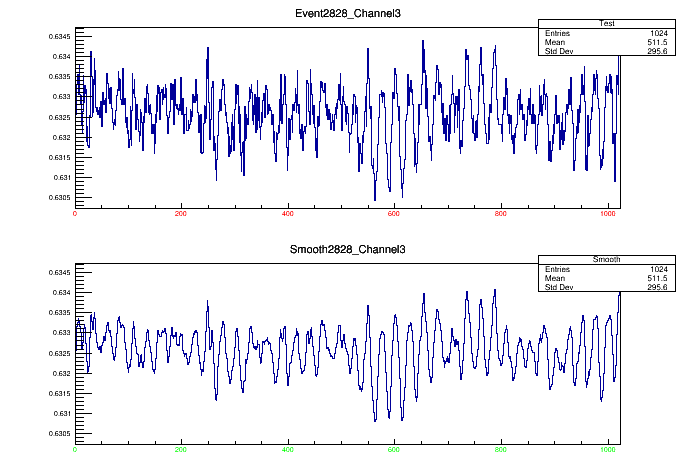 Event2828_Channel3
Test
Entries 1024
Mean 511.5
Std Dev 295.6
0.6345
0.634
0.6335
0.633
0.6325
0.632
0.6315
0.631
0.6305
0 200 400 600 800 1000
Smooth2828_Channel3
Smooth
Entries 1024
Mean 511.5
Std Dev 295.6
0.6345
0.634
0.6335
0.633
0.6325
0.632
0.6315
0.631
0.6305
0 200 400 600 800 1000